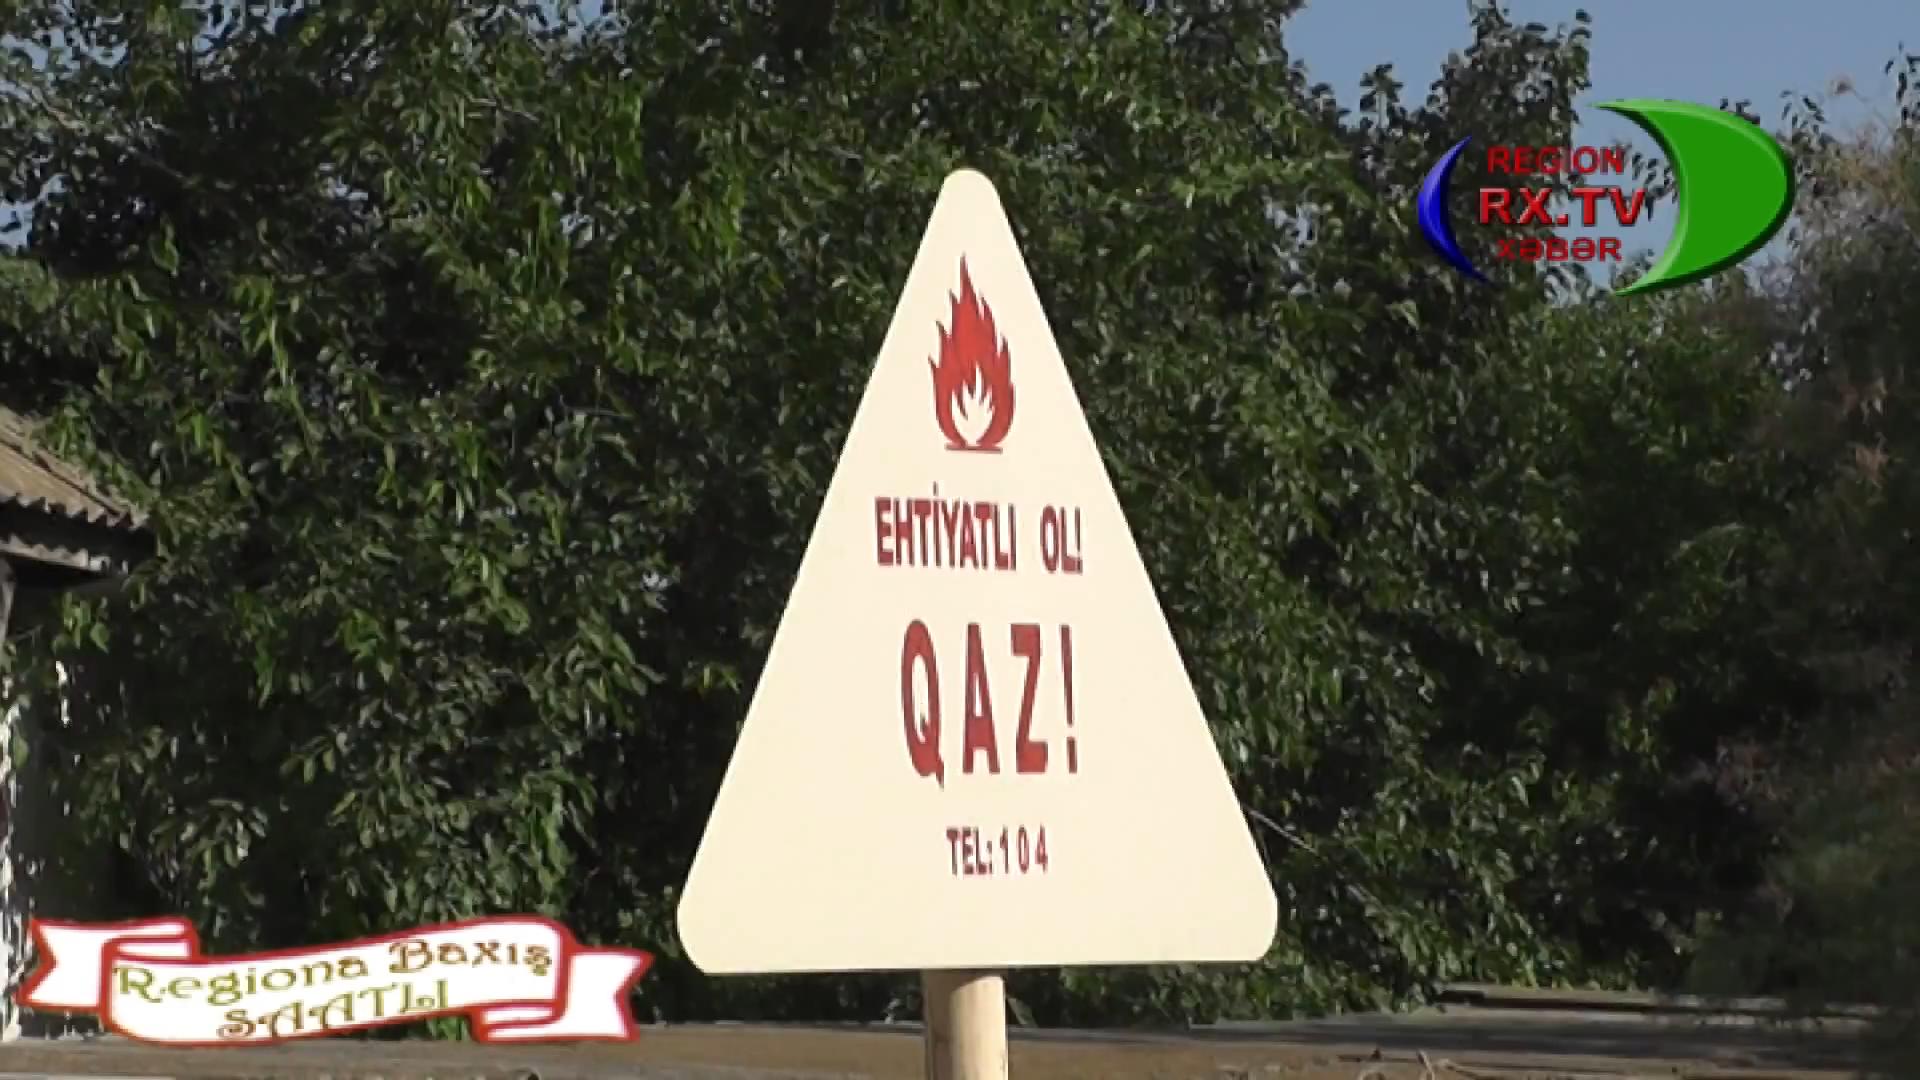 REGION
RX.TV
XƏBƏR
EHTİYATLI OL!
QAZ!
TEL: 104
Regiona Baxış
SAATLI